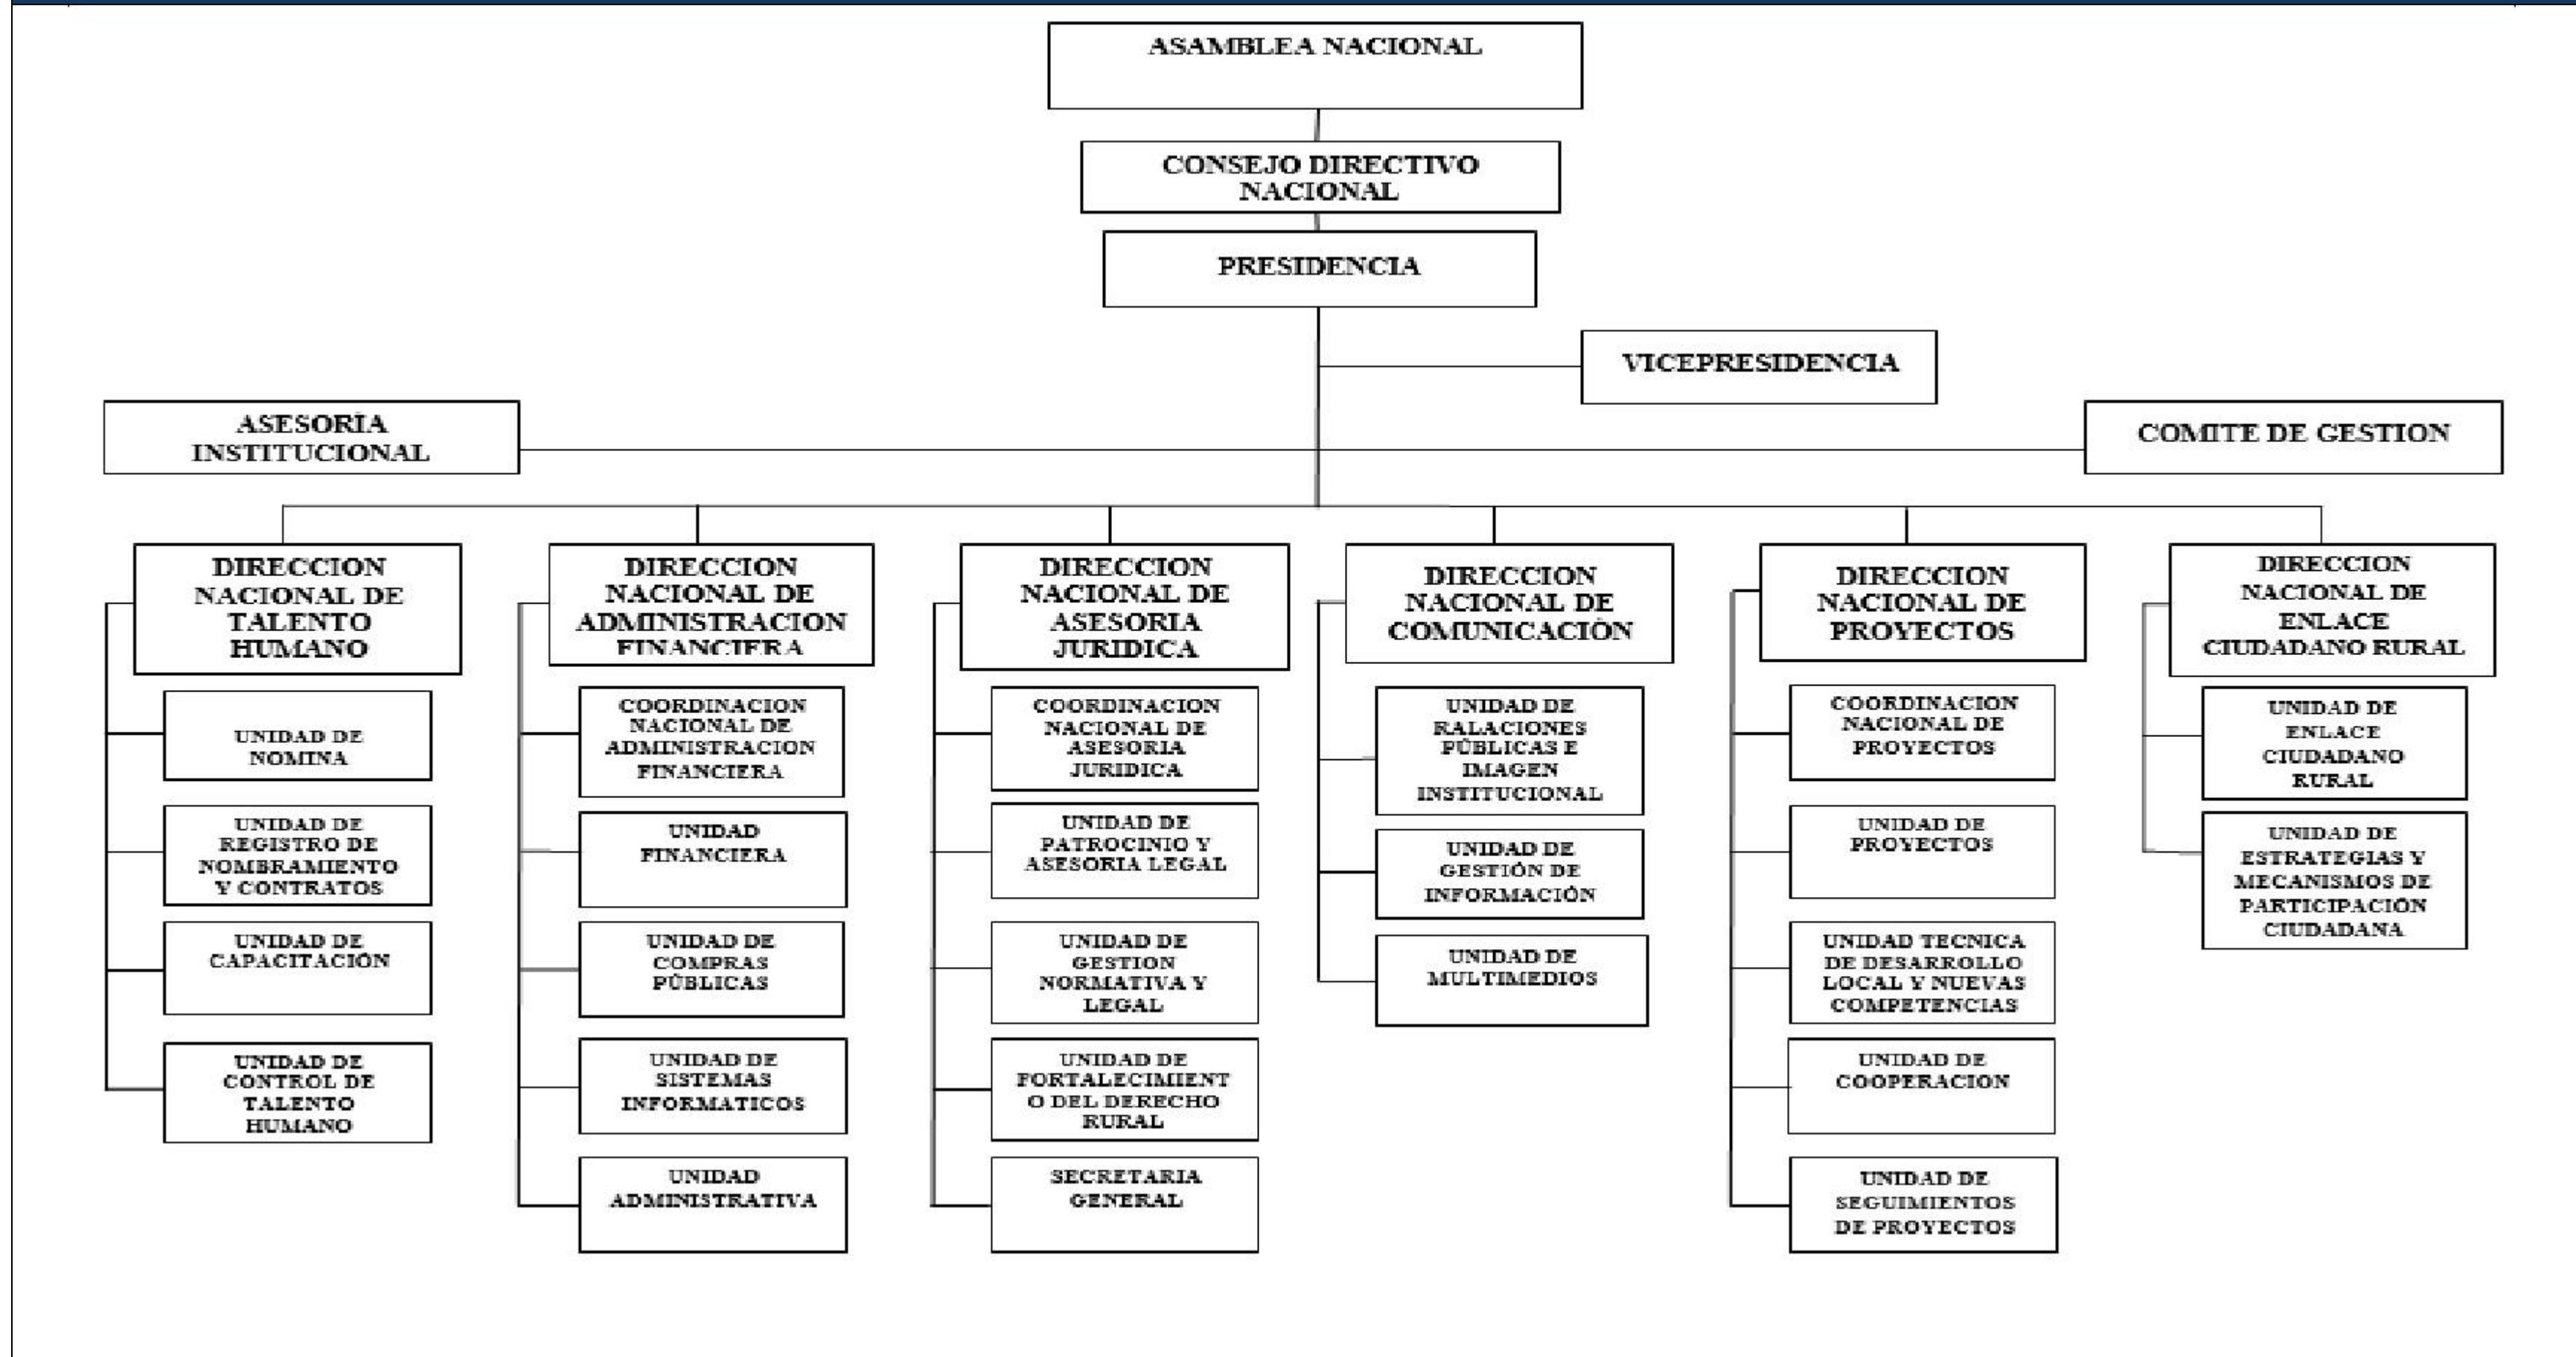 ASAMBLEA NACIONAL
CONSEJO DIRECTIVO
NACIONAL
PRESIDENCIA
VICEPRESIDENCIA
ASESORÍA
INSTITUCIONAL
COMITE DE GESTION
DIRECCION
NACIONAL DE
TALENTO
HUMANO
UNIDAD DE
NOMINA
UNIDAD DE
REGISTRO DE
NOMBRAMIENTO
Y CONTRATOS
UNIDAD DE
CAPACITACIÓN
UNIDAD DE
CONTROL DE
TALENTO
HUMANO
DIRECCION
NACIONAL DE
ADMINISTRACION
FINANCIERA
COORDINACION
NACIONAL DE
ADMINISTRACION
FINANCIERA
UNIDAD
FINANCIERA
UNIDAD DE
COMPRAS
PÚBLICAS
UNIDAD DE
SISTEMAS
INFORMATICOS
UNIDAD
ADMINISTRATIVA
DIRECCION
NACIONAL DE
ASESORIA
JURIDICA
COORDINACION
NACIONAL DE
ASESORIA
JURIDICA
UNIDAD DE
PATROCINIO Y
ASESORIA LEGAL
UNIDAD DE
GESTION
NORMATIVA Y
LEGAL
UNIDAD DE
FORTALECIMIENT
O DEL DERECHO
RURAL
SECRETARIA
GENERAL
DIRECCION
NACIONAL DE
COMUNICACIÓN
UNIDAD DE
RALACIONES
PÚBLICAS E
IMAGEN
INSTITUCIONAL
UNIDAD DE
GESTIÓN DE
INFORMACIÓN
UNIDAD DE
MULTIMEDIOS
DIRECCION
NACIONAL DE
PROYECTOS
COORDINACION
NACIONAL DE
PROYECTOS
UNIDAD DE
PROYECTOS
UNIDAD TECNICA
DE DESARROLLO
LOCAL Y NUEVAS
COMPETENCIAS
UNIDAD DE
COOPERACION
UNIDAD DE
SEGUIMIENTOS
DE PROYECTOS
DIRECCION
NACIONAL DE
ENLACE
CIUDADANO RURAL
UNIDAD DE
ENLACE
CIUDADANO
RURAL
UNIDAD DE
ESTRATEGIAS Y
MECANISMOS DE
PARTICIPACIÓN
CIUDADANA